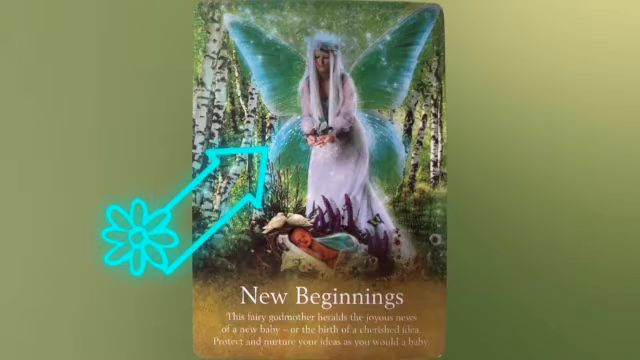 New Beginnings
This fairy godmother heralds the joyous news
of a new baby – or the birth of a cherished idea.
Protect and nurture your ideas as you would a baby.